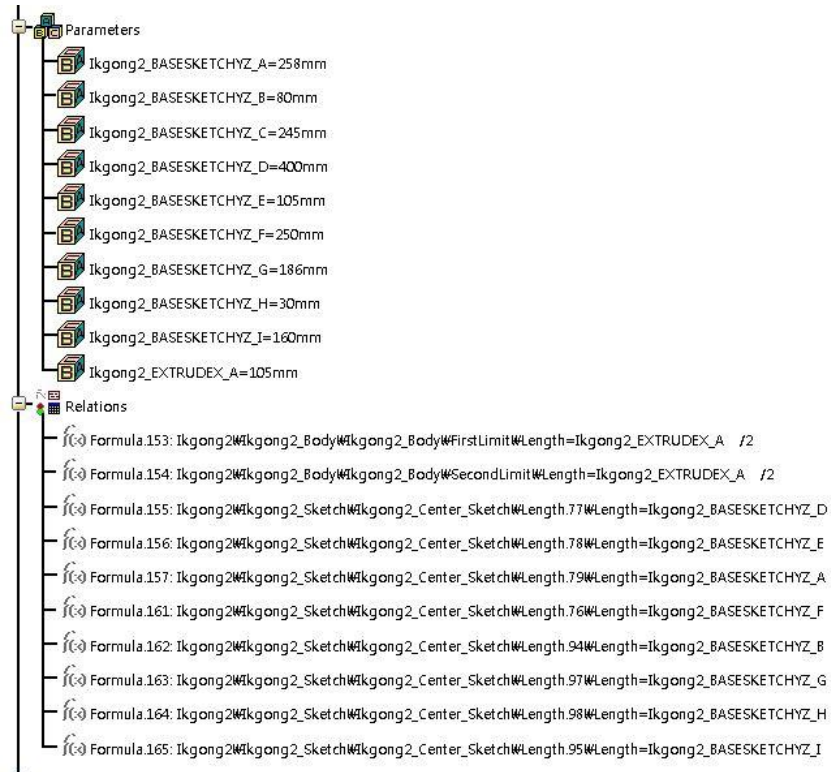 Parameters
Ikgong2_BASESKETCHYZ_A=258mm
Ikgong2_BASESKETCHYZ_B=80mm
Ikgong2_BASESKETCHYZ_C=245mm
Ikgong2_BASESKETCHYZ_D=400mm
Ikgong2_BASESKETCHYZ_E=105mm
Ikgong2_BASESKETCHYZ_F=250mm
Ikgong2_BASESKETCHYZ_G=186mm
Ikgong2_BASESKETCHYZ_H=30mm
Ikgong2_BASESKETCHYZ_I=160mm
Ikgong2_EXTRUDEX_A=105mm
Relations
f(x) Formula.153: Ikgong2₩Ikgong2_Body₩Ikgong2_Body₩FirstLimit₩Length=Ikgong2_EXTRUDEX_A /2
f(x) Formula.154: Ikgong2₩Ikgong2_Body₩Ikgong2_Body₩SecondLimit₩Length=Ikgong2_EXTRUDEX_A /2
f(x) Formula.155: Ikgong2₩Ikgong2_Sketch₩Ikgong2_Center_Sketch₩Length.77₩Length=Ikgong2_BASESKETCHYZ_D
f(x) Formula.156: Ikgong2₩Ikgong2_Sketch₩Ikgong2_Center_Sketch₩Length.78₩Length=Ikgong2_BASESKETCHYZ_E
f(x) Formula.157: Ikgong2₩Ikgong2_Sketch₩Ikgong2_Center_Sketch₩Length.79₩Length=Ikgong2_BASESKETCHYZ_A
f(x) Formula.161: Ikgong2₩Ikgong2_Sketch₩Ikgong2_Center_Sketch₩Length.76₩Length=Ikgong2_BASESKETCHYZ_F
f(x) Formula.162: Ikgong2₩Ikgong2_Sketch₩Ikgong2_Center_Sketch₩Length.94₩Length=Ikgong2_BASESKETCHYZ_B
f(x) Formula.163: Ikgong2₩Ikgong2_Sketch₩Ikgong2_Center_Sketch₩Length.97₩Length=Ikgong2_BASESKETCHYZ_G
f(x) Formula.164: Ikgong2₩Ikgong2_Sketch₩Ikgong2_Center_Sketch₩Length.98₩Length=Ikgong2_BASESKETCHYZ_H
f(x) Formula.165: Ikgong2₩Ikgong2_Sketch₩Ikgong2_Center_Sketch₩Length.95₩Length=Ikgong2_BASESKETCHYZ_I